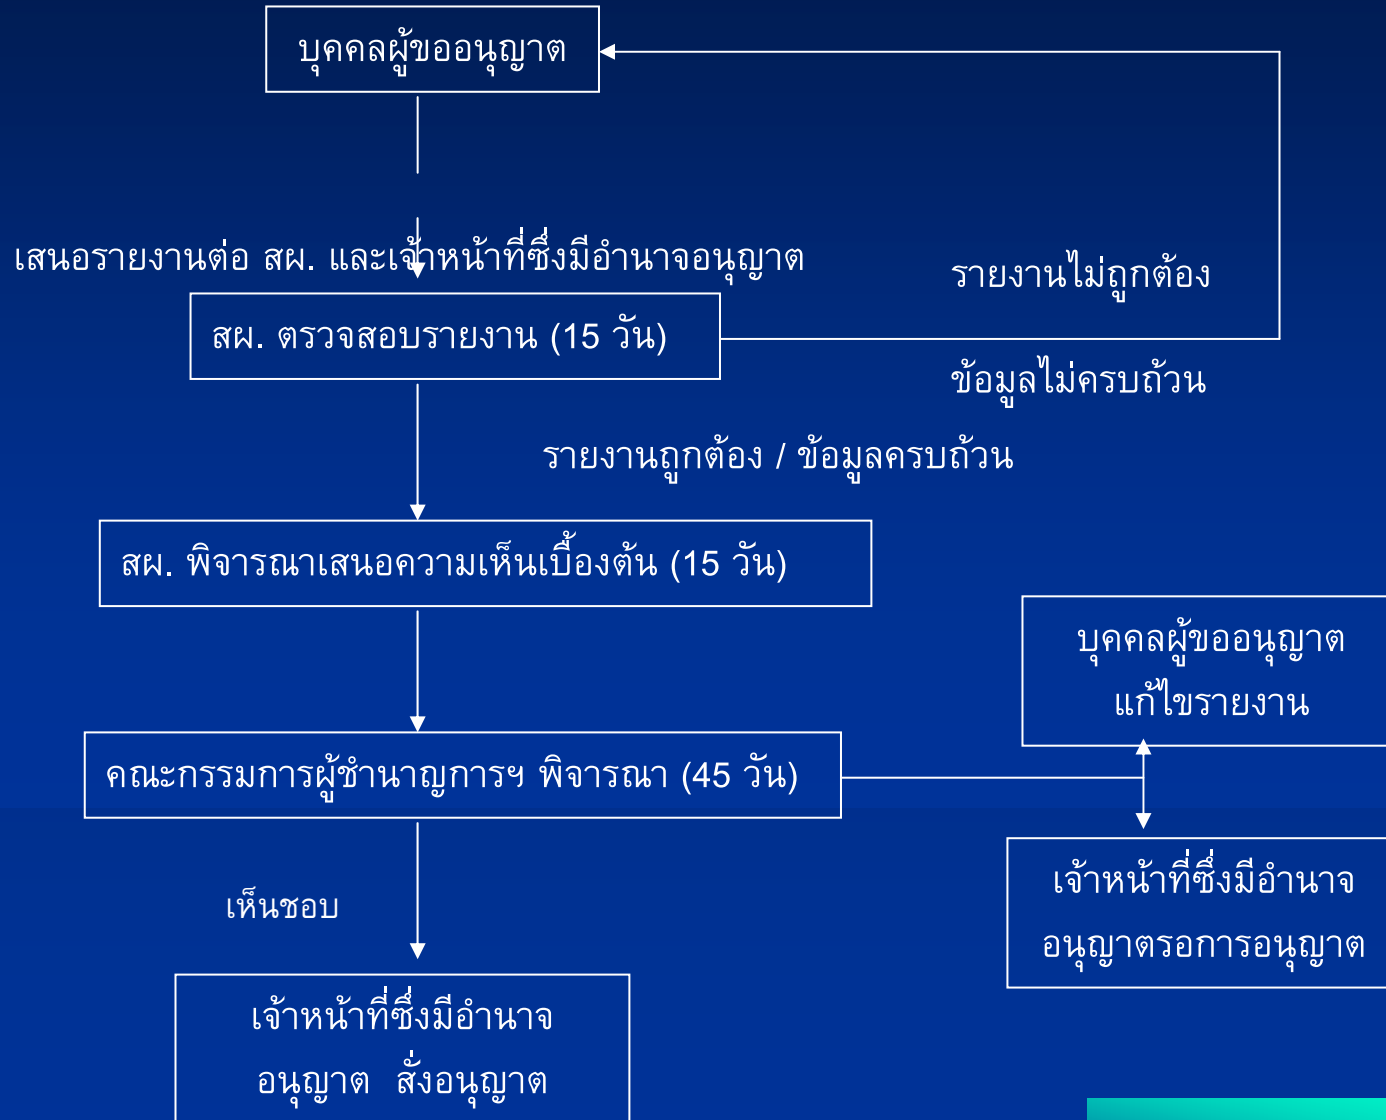 บุคคลผู้ขออนุญาต
เสนอรายงานต่อ สผ. และเจ้าหน้าที่ซึ่งมีอำนาจอนุญาต
รายงานไม่ถูกต้อง
สผ. ตรวจสอบรายงาน (15 วัน)
ข้อมูลไม่ครบถ้วน
รายงานถูกต้อง / ข้อมูลครบถ้วน
สผ. พิจารณาเสนอความเห็นเบื้องต้น (15 วัน)
บุคคลผู้ขออนุญาต
แก้ไขรายงาน
คณะกรรมการผู้ชำนาญการฯ พิจารณา (45 วัน)
เจ้าหน้าที่ซึ่งมีอำนาจ
อนุญาตรอการอนุญาต
เห็นชอบ
เจ้าหน้าที่ซึ่งมีอำนาจ
อนุญาต สั่งอนุญาต